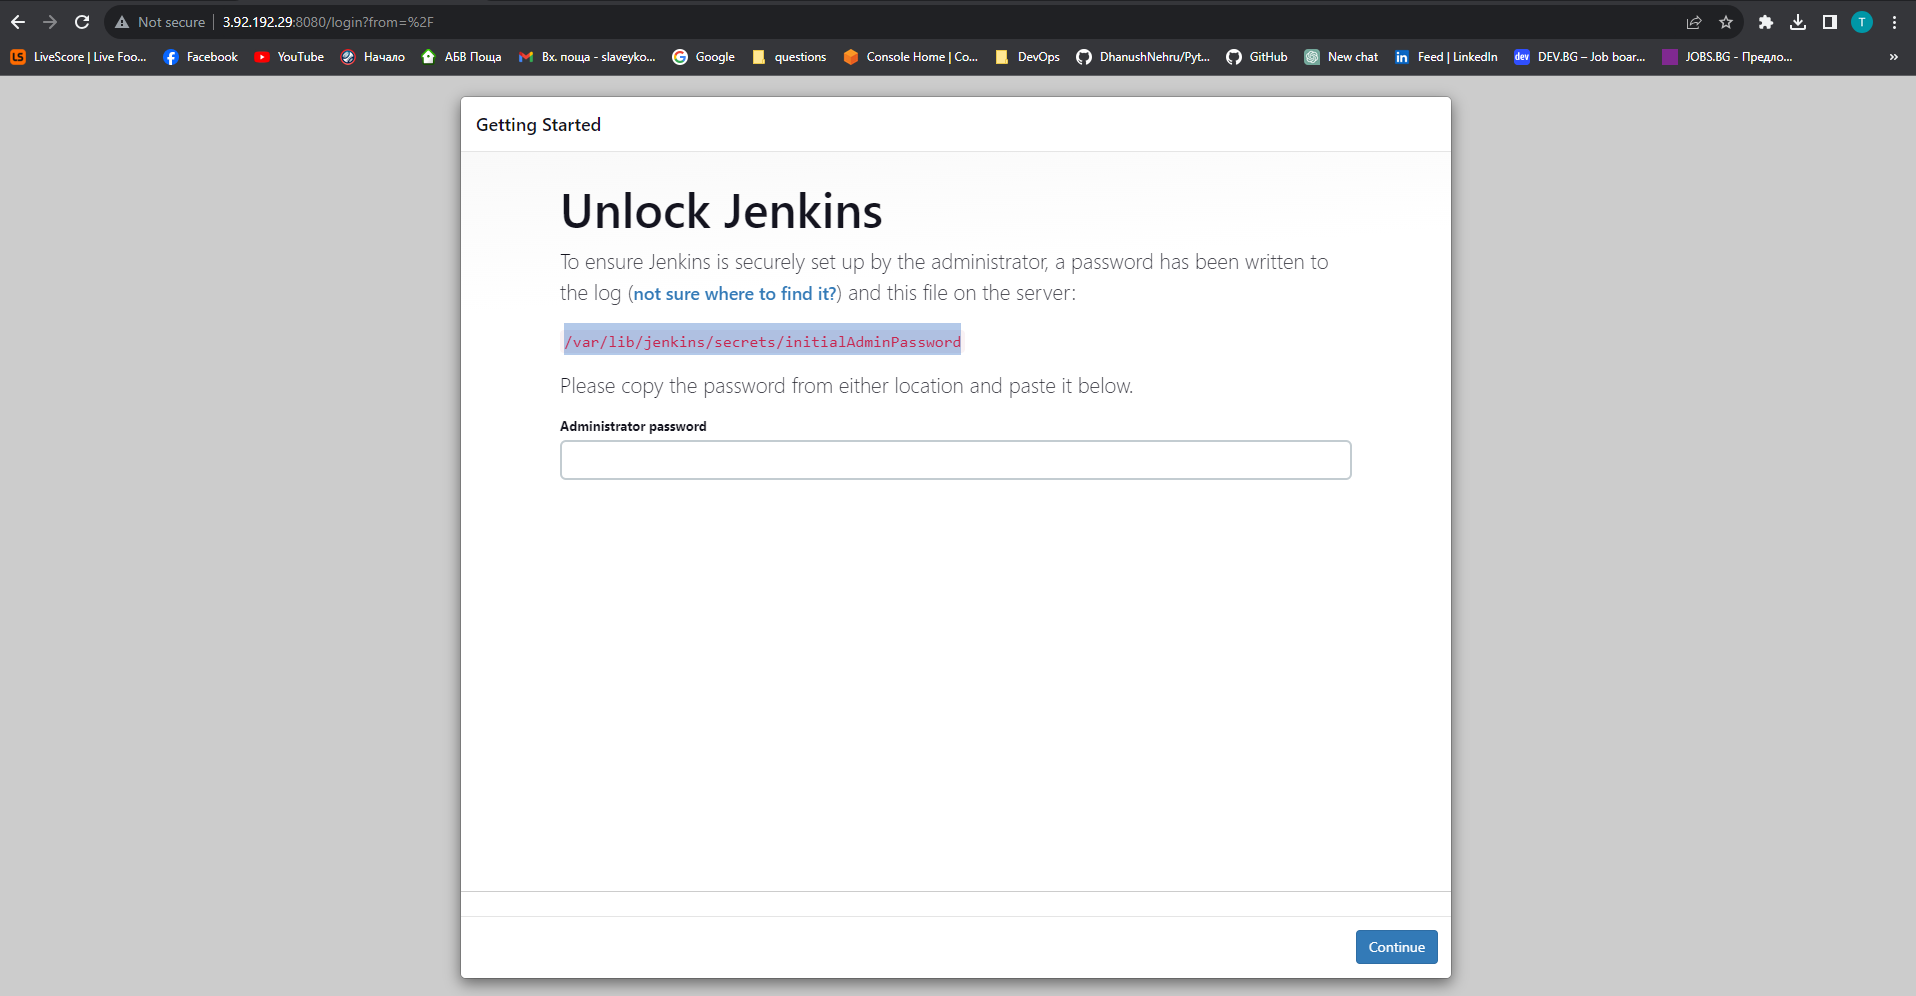 Not secure | 3.92.192.29:8080/login?from=%2F
T
LS LiveScore | Live Foo... Facebook YouTube Начало АБВ Поща Вх. поща - slaveyko... Google questions Console Home | Co... DevOps DhanushNehru/Pyt... GitHub New chat in Feed | LinkedIn dev DEV.BG – Job boar... JOBS.BG - Предло... »
Getting Started
Unlock Jenkins
To ensure Jenkins is securely set up by the administrator, a password has been written to
the log (not sure where to find it?) and this file on the server:
/var/lib/jenkins/secrets/initialAdminPassword
Please copy the password from either location and paste it below.
Administrator password
Continue